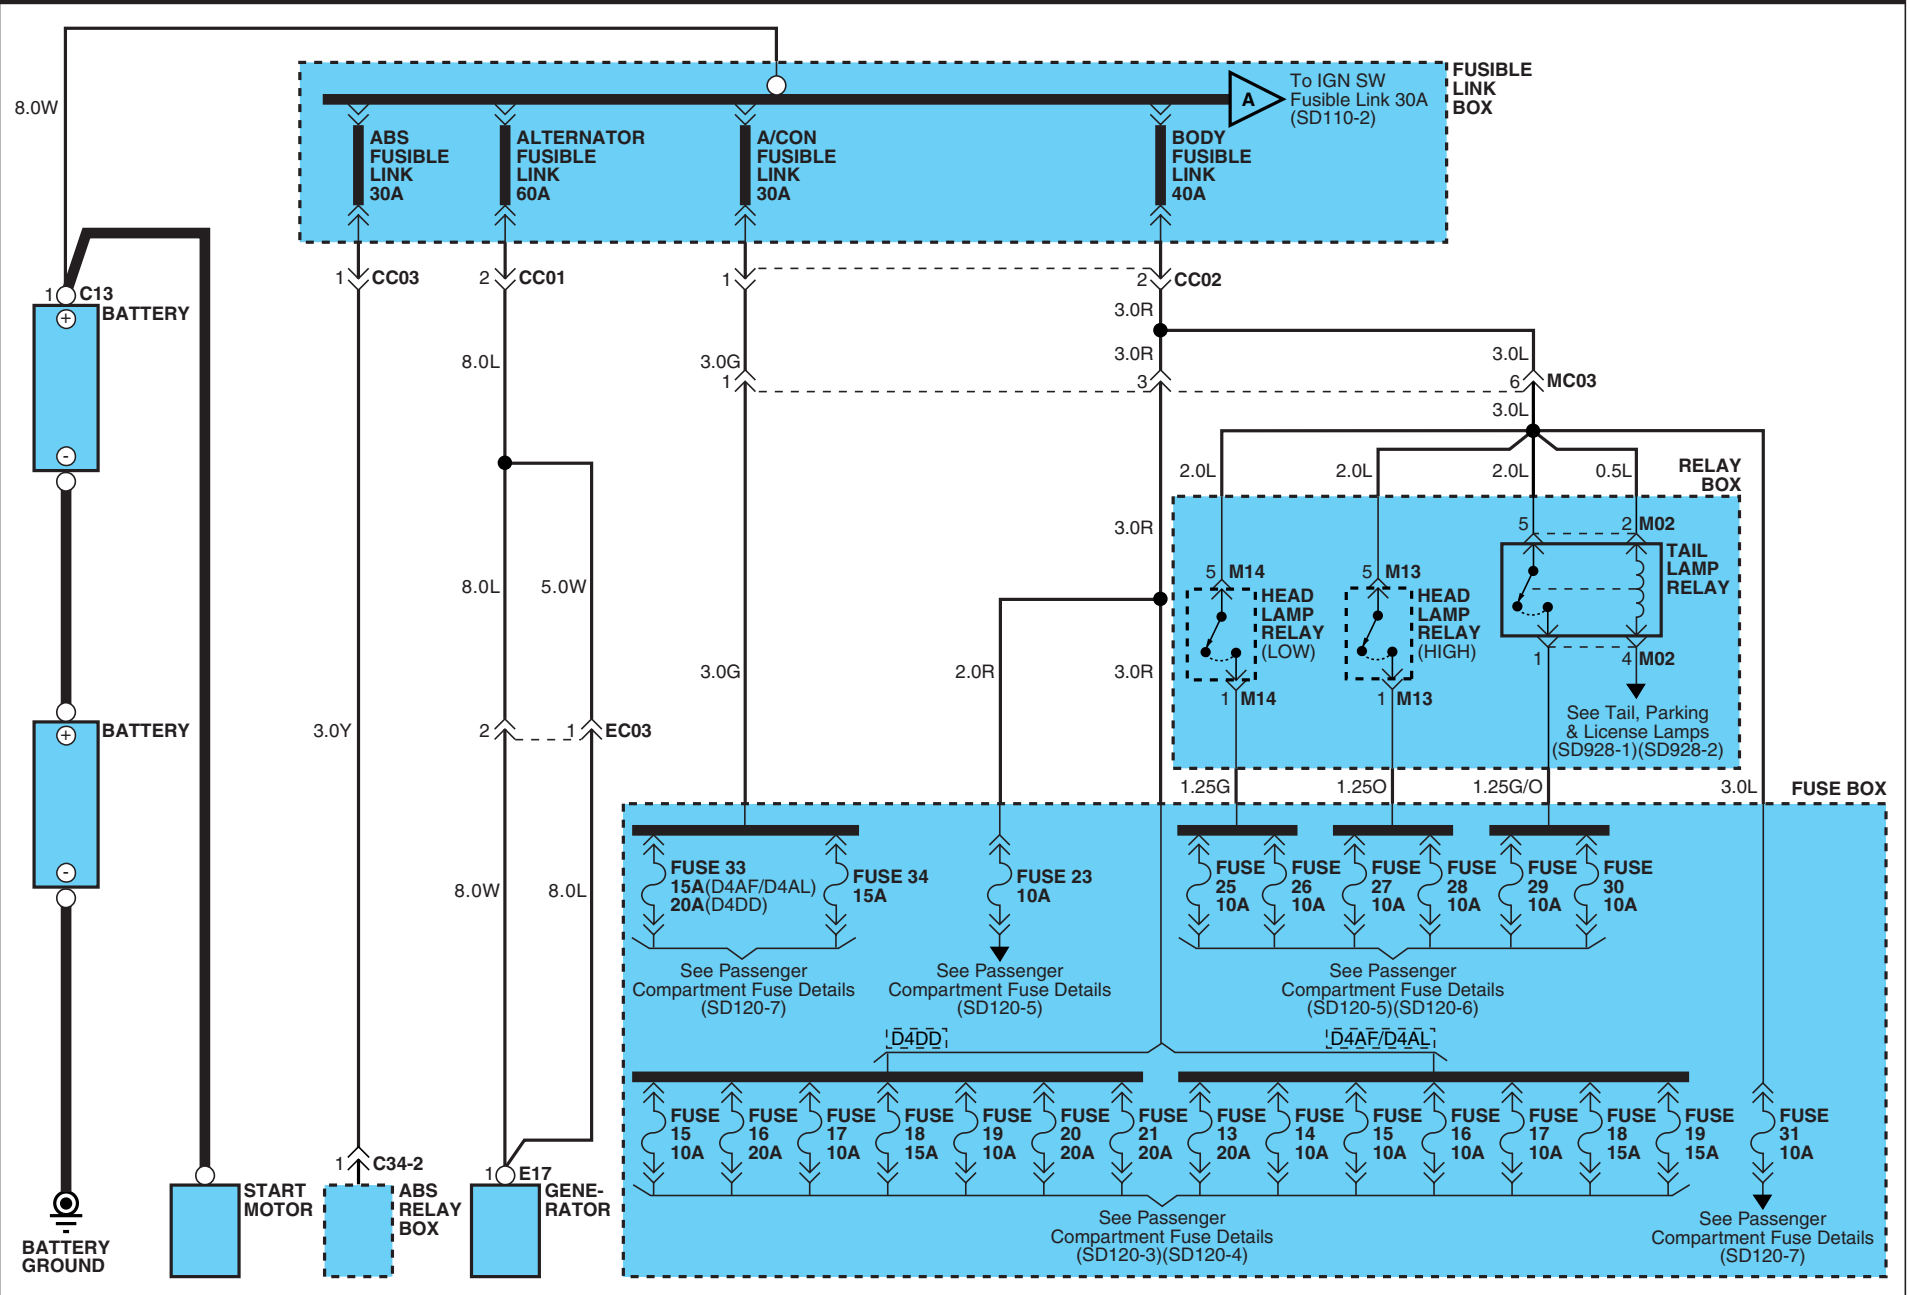 8.0W
FUSIBLE
LINK
BOX
A
To IGN SW
Fusible Link 30A
(SD110-2)
ABS
FUSIBLE
LINK
30A
ALTERNATOR
FUSIBLE
LINK
60A
A/CON
FUSIBLE
LINK
30A
BODY
FUSIBLE
LINK
40A
1 CC03
2 CC01
1
2 CC02
1 C13
BATTERY
+
-
3.0R
8.0L
3.0G
3.0R
3.0L
1
3
6 MC03
3.0L
2.0L
2.0L
2.0L
0.5L
RELAY
BOX
3.0R
5
2 M02
TAIL
LAMP
RELAY
5 M14
HEAD
LAMP
RELAY
(LOW)
5 M13
HEAD
LAMP
RELAY
(HIGH)
8.0L
5.0W
3.0G
2.0R
3.0R
1
4 M02
1 M14
1 M13
See Tail, Parking
& License Lamps
(SD928-1)(SD928-2)
BATTERY
+
-
3.0Y
2
1 EC03
1.25G
1.25O
1.25G/O
3.0L
FUSE BOX
8.0W
8.0L
FUSE 33
15A(D4AF/D4AL)
20A(D4DD)
FUSE 34
15A
FUSE 23
10A
FUSE
25
10A
FUSE
26
10A
FUSE
27
10A
FUSE
28
10A
FUSE
29
10A
FUSE
30
10A
See Passenger
Compartment Fuse Details
(SD120-7)
See Passenger
Compartment Fuse Details
(SD120-5)
See Passenger
Compartment Fuse Details
(SD120-5)(SD120-6)
D4DD
D4AF/D4AL
FUSE
15
10A
FUSE
16
20A
FUSE
17
10A
FUSE
18
15A
FUSE
19
10A
FUSE
20
20A
FUSE
21
20A
FUSE
13
20A
FUSE
14
10A
FUSE
15
10A
FUSE
16
10A
FUSE
17
10A
FUSE
18
15A
FUSE
19
15A
FUSE
31
10A
See Passenger
Compartment Fuse Details
(SD120-3)(SD120-4)
See Passenger
Compartment Fuse Details
(SD120-7)
BATTERY
GROUND
START
MOTOR
1 C34-2
ABS
RELAY
BOX
1 E17
GENE-
RATOR